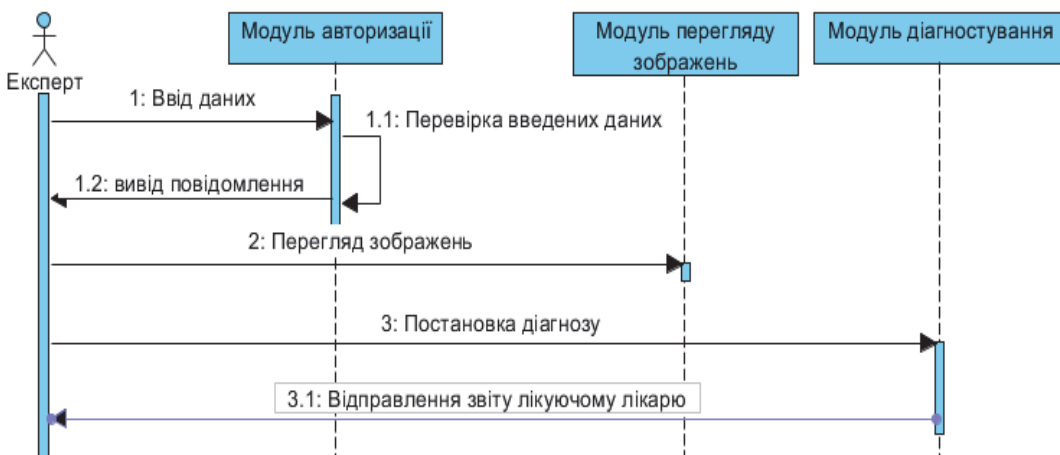 Експерт
Модуль авторизації
Модуль перегляду
зображень
Модуль діагностування
1: Ввід даних
1.1: Перевірка введених даних
1.2: вивід повідомлення
2: Перегляд зображень
3: Постановка діагнозу
3.1: Відправлення звіту лікуючому лікарю